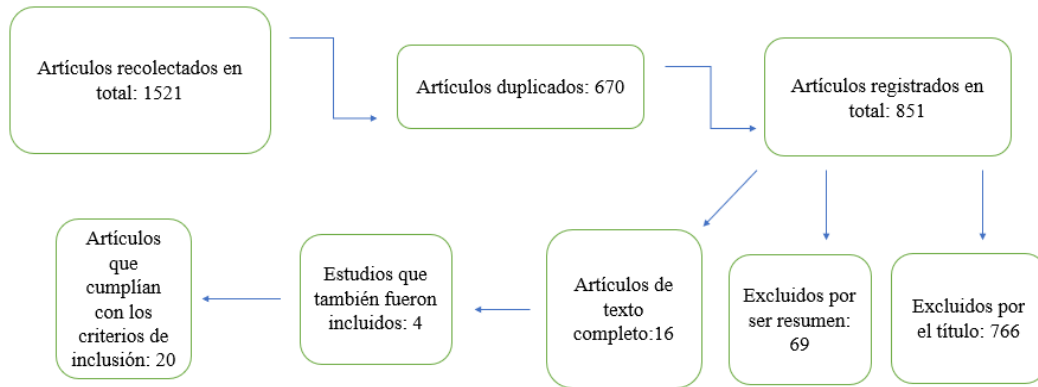 Artículos recolectados en
total: 1521
Artículos duplicados: 670
Artículos registrados en
total: 851
Artículos
que
cumplían
con los
criterios de
inclusión: 20
Estudios que
también fueron
incluidos: 4
Artículos de
texto
completo:16
Excluidos por
ser resumen:
69
Excluidos por
el título: 766